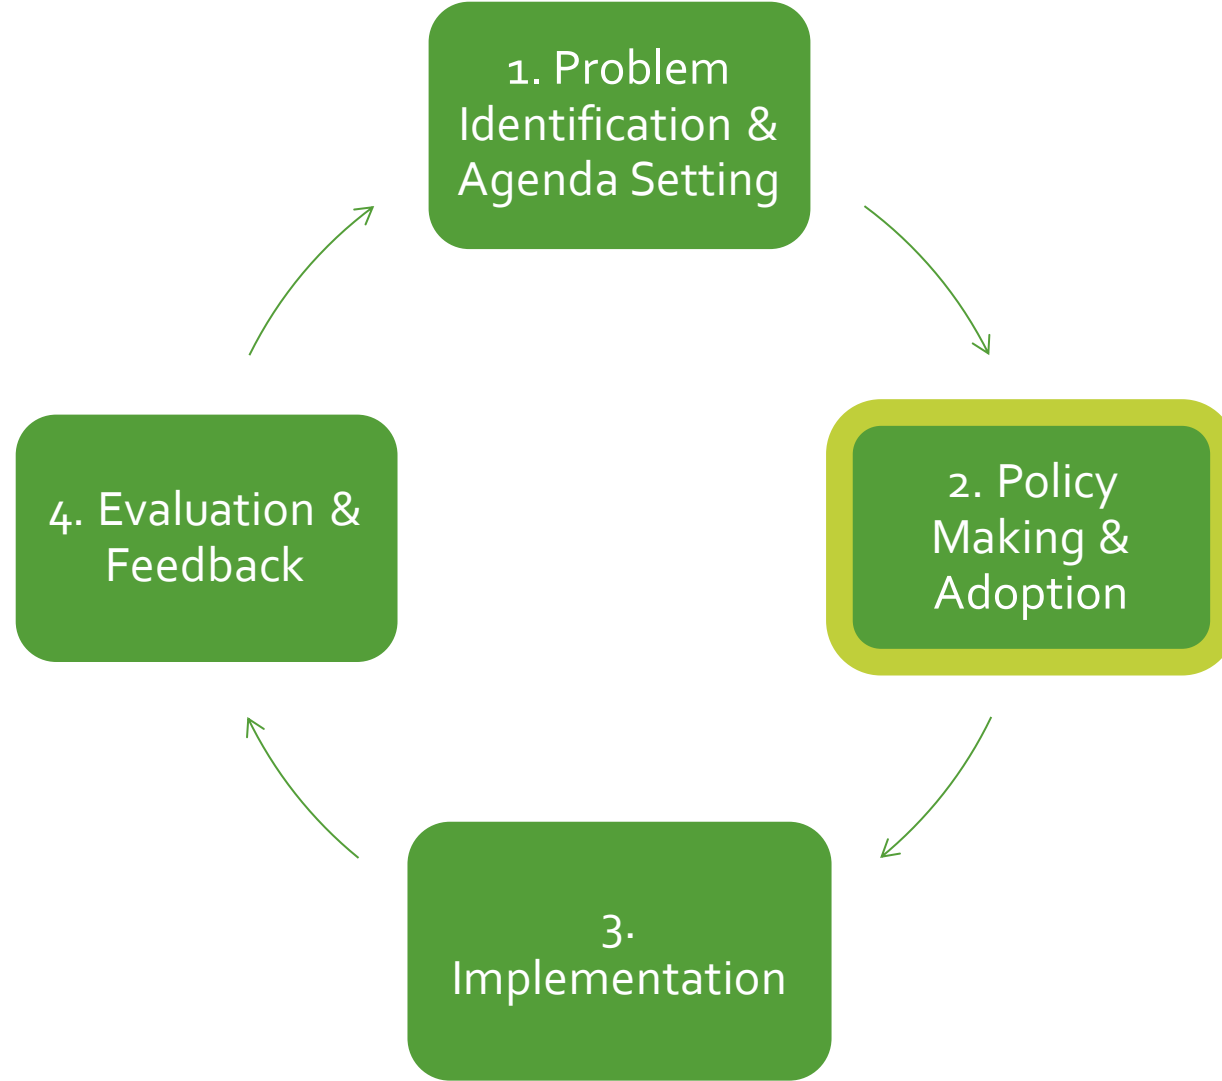 1. Problem
Identification &
Agenda Setting
2. Policy
Making &
Adoption
3.
Implementation
4. Evaluation &
Feedback